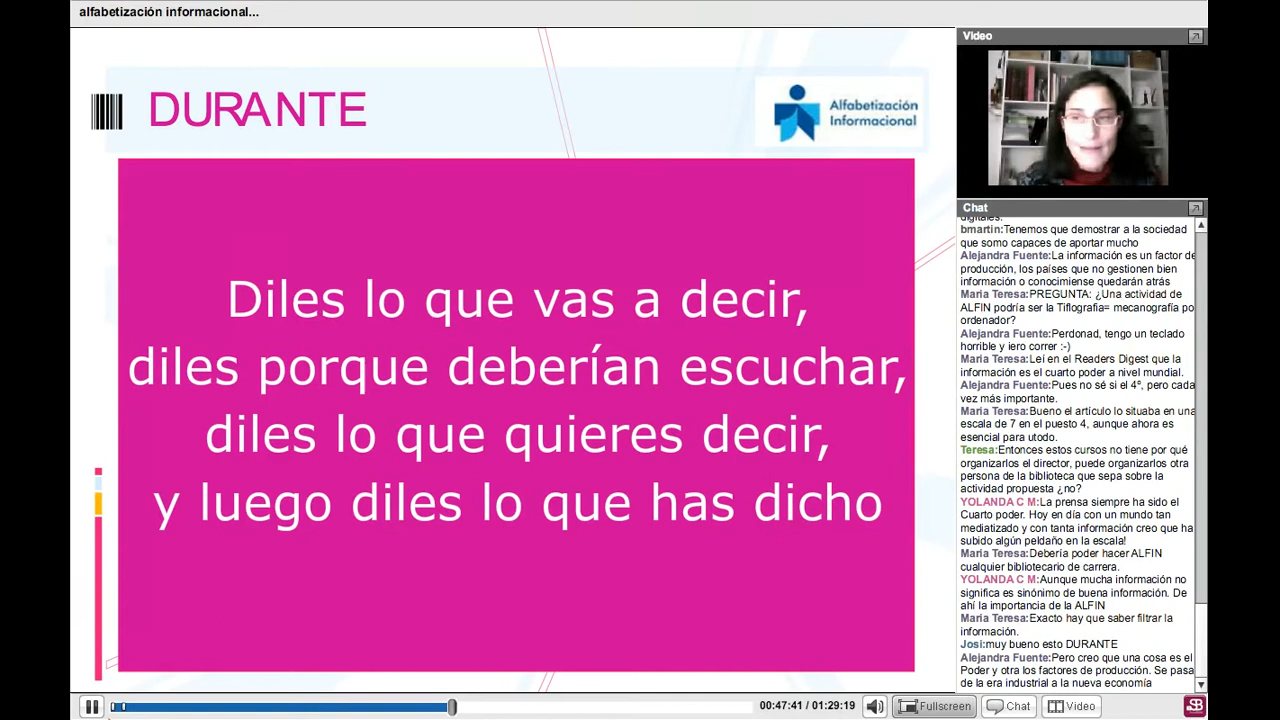 alfabetización informacional...
DURANTE
Alfabetización
Informacional
Diles lo que vas a decir,
diles porque deberían escuchar,
diles lo que quieres decir,
y luego diles lo que has dicho
Video
Chat
digitales.
bmartin:Tenemos que demostrar a la sociedad
que somo capaces de aportar mucho
Alejandra Fuente:La información es un factor de
producción, los países que no gestionen bien
información o conocimiense quedarán atrás
Maria Teresa:PREGUNTA: ¿Una actividad de
ALFIN podría ser la Tiflografia= mecanografía po
ordenador?
Alejandra Fuente:Perdonad, tengo un teclado
horrible y iero correr :-)
Maria Teresa:Leí en el Readers Digest que la
información es el cuarto poder a nivel mundial.
Alejandra Fuente:Pues no sé si el 4º, pero cada
vez más importante.
Maria Teresa:Bueno el artículo lo situaba en una
escala de 7 en el puesto 4, aunque ahora es
esencial para utodo.
Teresa:Entonces estos cursos no tiene por qué
organizarlos el director, puede organizarlos otra
persona de la biblioteca que sepa sobre la
actividad propuesta ¿no?
YOLANDA C M:La prensa siempre ha sido el
Cuarto poder. Hoy en día con un mundo tan
mediatizado y con tanta información creo que ha
subido algún peldaño en la escala!
Maria Teresa:Debería poder hacer ALFIN
cualquier bibliotecario de carrera.
YOLANDA C M:Aunque mucha información no
significa es sinónimo de buena información. De
ahí la importancia de la ALFIN
Maria Teresa:Exacto hay que saber filtrar la
información.
Josi:muy bueno esto DURANTE
Alejandra Fuente:Pero creo que una cosa es el
Poder y otra los factores de producción. Se pasa
de la era industrial a la nueva economía
00:47:41 / 01:29:19
Fullscreen
Chat
Video
SB